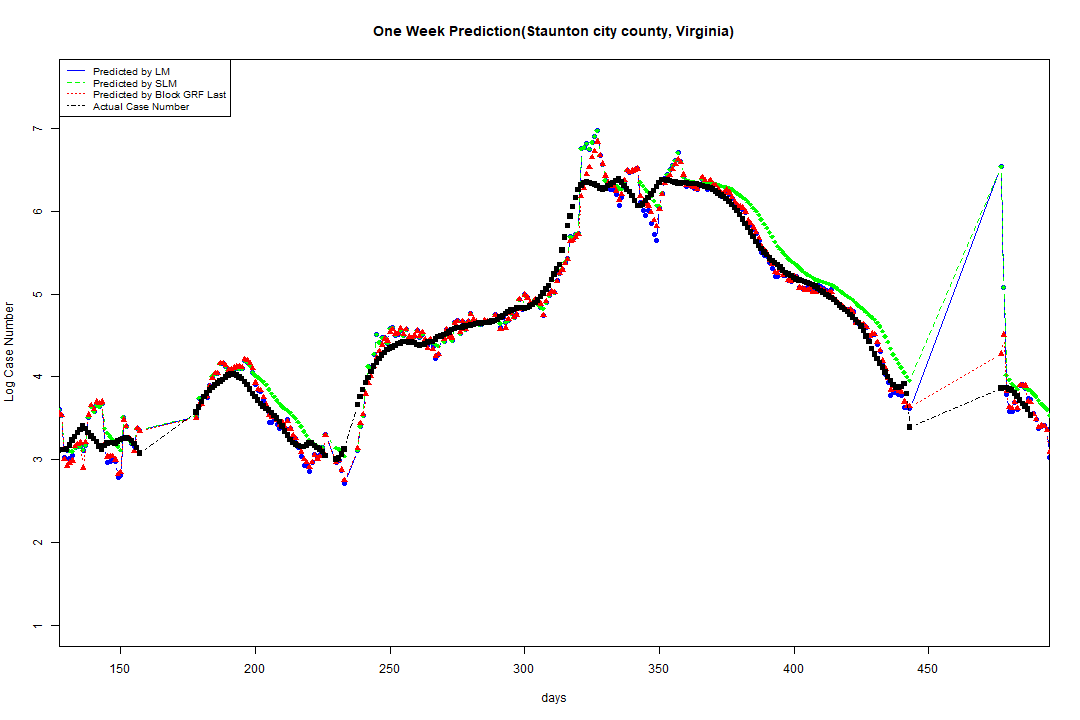 One Week Prediction(Staunton city county, Virginia)
Predicted by LM
Predicted by SLM
Predicted by Block GRF Last
Actual Case Number
Log Case Number
7
6
5
4
3
2
1
150 200 250 300 350 400 450
days